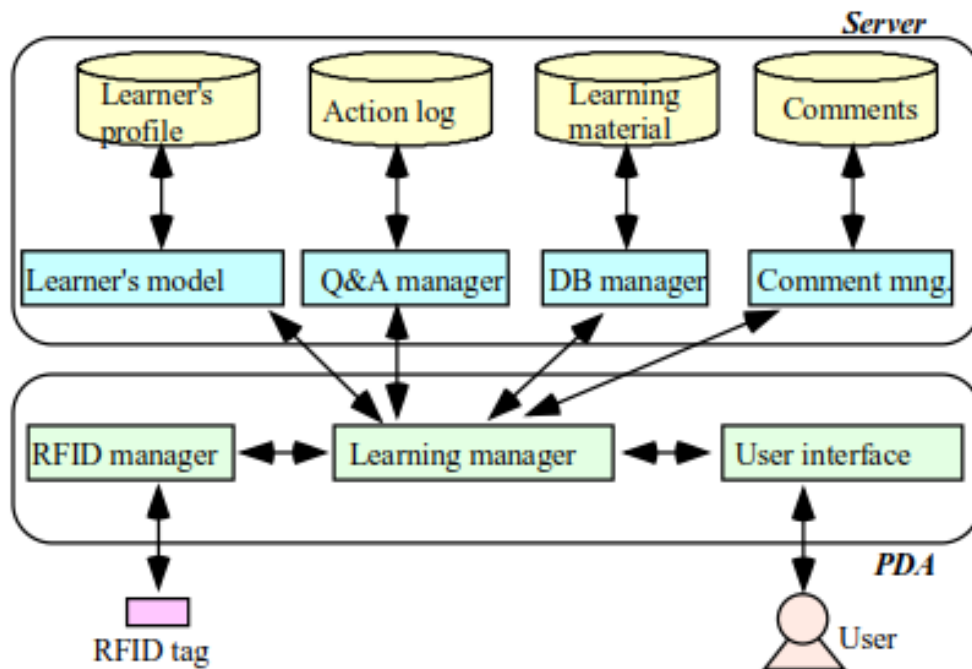 Server
Learner's
profile
Action log
Learning
material
Comments
Learner's model
Q&A manager
DB manager
Comment mng.
RFID manager
Learning manager
User interface
PDA
RFID tag
User